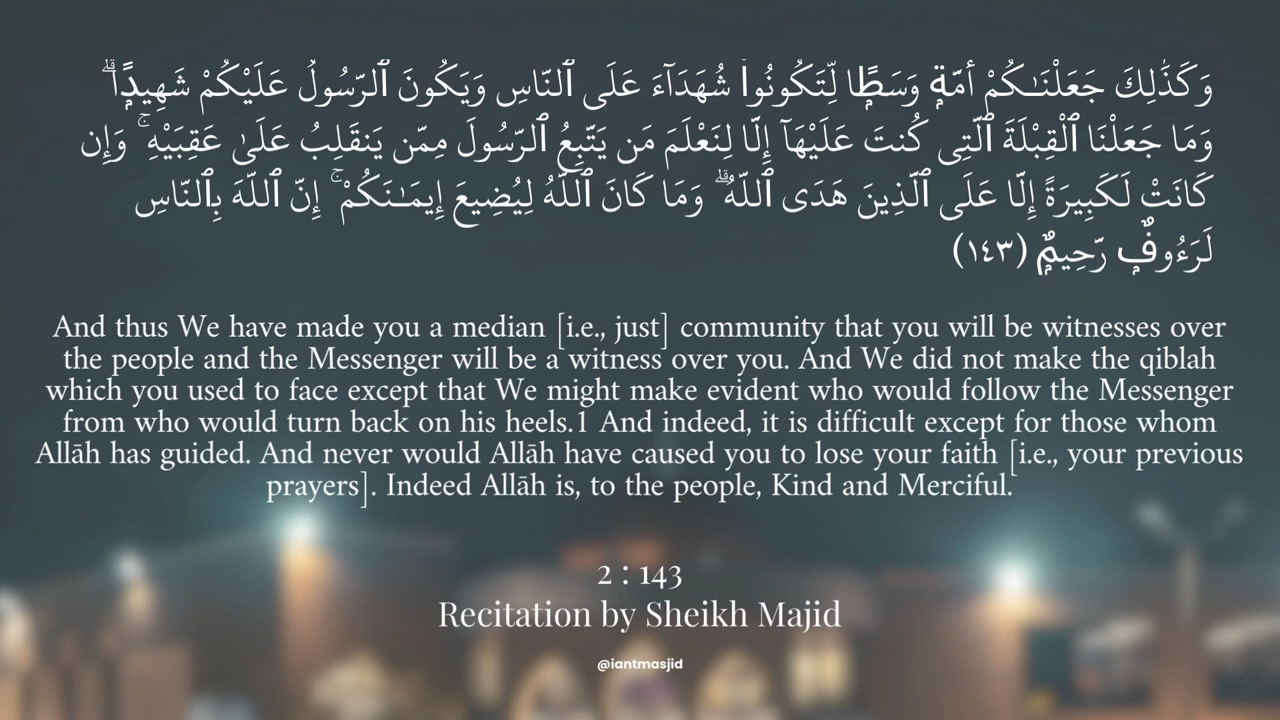 وَكَذَٰلِكَ جَعَلْنَـٰكُمْ أُمَّةٍۢ وَسَطًۭا لِّتَكُونُوا۟ شُهَدَآءَ عَلَى ٱلنَّاسِ وَيَكُونَ ٱلرَّسُولُ عَلَيْكُمْ شَهِيدًۭا ۗ
وَمَا جَعَلْنَا ٱلْقِبْلَةَ ٱلَّتِى كُنتَ عَلَيْهَآ إِلَّا لِنَعْلَمَ مَن يَتَّبِعُ ٱلرَّسُولَ مِمَّن يَنقَلِبُ عَلَىٰ عَقِبَيْهِ ۚ وَإِن
كَانَتْ لَكَبِيرَةً إِلَّا عَلَى ٱلَّذِينَ هَدَى ٱللَّهُ ۗ وَمَا كَانَ ٱللَّهُ لِيُضِيعَ إِيمَـٰنَكُمْ ۚ إِنَّ ٱللَّهَ بِٱلنَّاسِ
لَرَءُوفٌۭ رَّحِيمٌۭ (١٤٣)
And thus We have made you a median [i.e., just] community that you will be witnesses over
the people and the Messenger will be a witness over you. And We did not make the qiblah
which you used to face except that We might make evident who would follow the Messenger
from who would turn back on his heels.1 And indeed, it is difficult except for those whom
Allāh has guided. And never would Allāh have caused you to lose your faith [i.e., your previous
prayers]. Indeed Allāh is, to the people, Kind and Merciful.
2 : 143
Recitation by Sheikh Majid
@iantmasjid